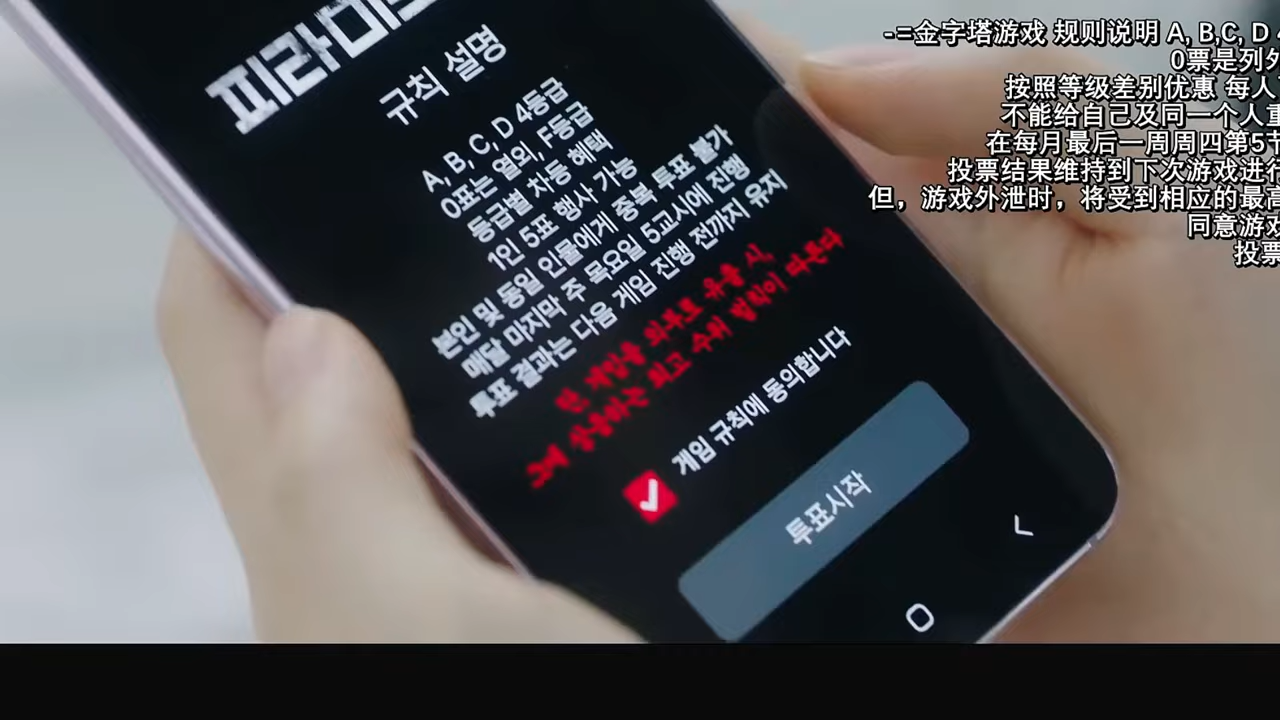 피라미드
규칙 설명
A, B, C, D 4등급
0표는 열외, F등급
등급별 차등 혜택
1인 5표 행사 가능
본인 및 동일 인물에게 중복 투표 불가
매달 마지막 주 목요일 5교시에 진행
투표 결과는 다음 게임 진행 전까지 유지
단, 게임을 외부로 유출 시,
그에 상응하는 최고 수위 벌칙이 따른다
게임 규칙에 동의합니다
투표시작
-=金字塔游戏 规则说明 A, B,C, D 4
0票是列外
按照等级差别优惠 每人
不能给自己及同一个人重
在每月最后一周周四第5节
投票结果维持到下次游戏进行
但，游戏外泄时，将受到相应的最高
同意游戏
投票